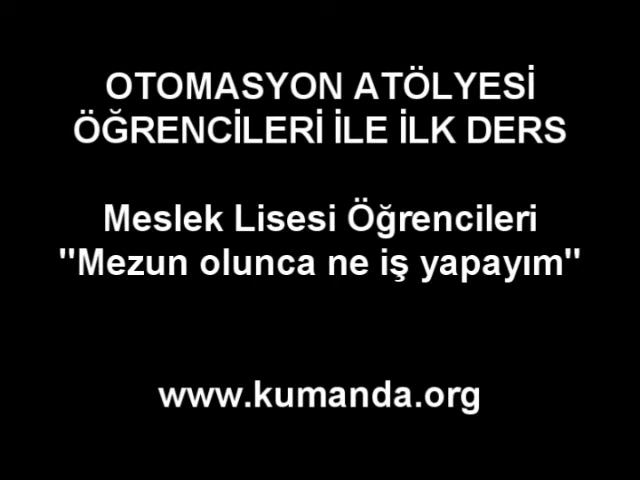 OTOMASYON ATÖLYESİ
ÖĞRENCİLERİ İLE İLK DERS
Meslek Lisesi Öğrencileri
"Mezun olunca ne iş yapayım"
www.kumanda.org